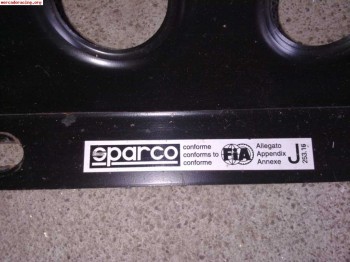 mercadoracing.org
sparco
conforme
conforms to
conforme
FIA
Allegato
Appendix
Annexe
J
253.16